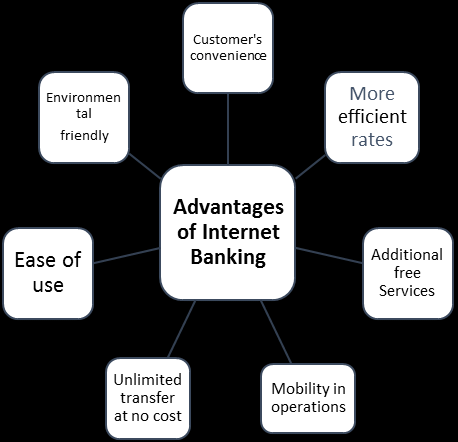 Customer's
convenience
More
efficient
rates
Additional
free
Services
Mobility in
operations
Unlimited
transfer
at no cost
Ease of
use
Environmen
tal
friendly
Advantages
of Internet
Banking